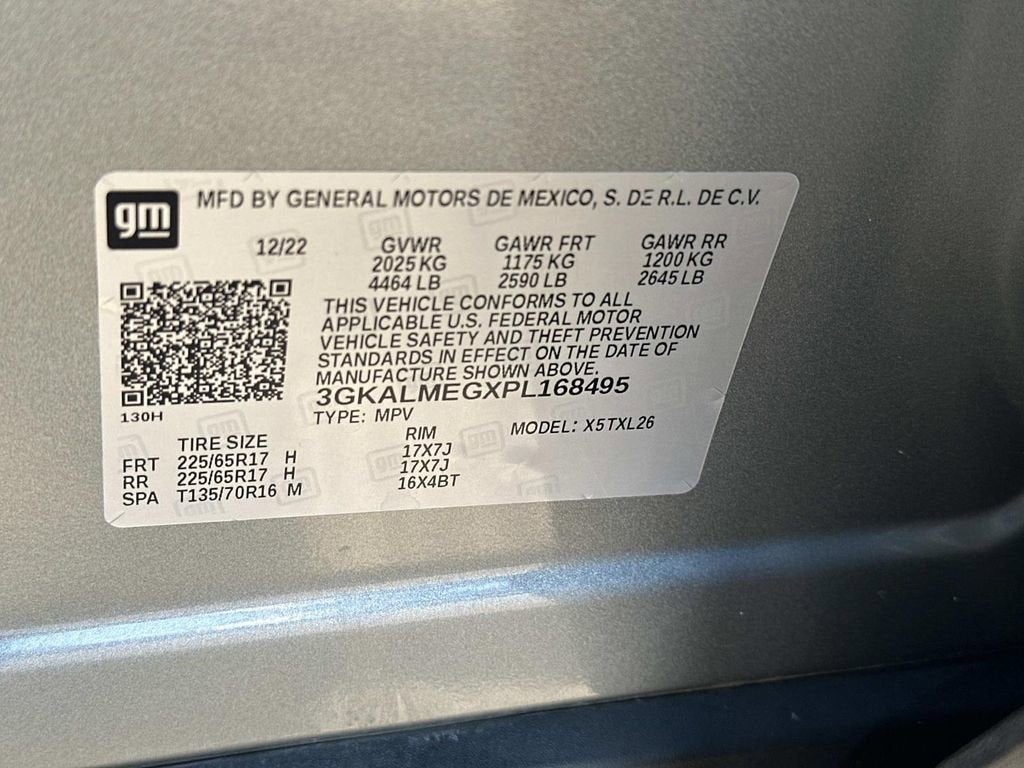 gm
MFD BY GENERAL MOTORS DE MEXICO, S. DE R.L. DE C.V.
12/22 GVWR GAWR FRT GAWR RR
2025 KG 1175 KG 1200 KG
4464 LB 2590 LB 2645 LB
THIS VEHICLE CONFORMS TO ALL
APPLICABLE U.S. FEDERAL MOTOR
VEHICLE SAFETY AND THEFT PREVENTION
STANDARDS IN EFFECT ON THE DATE OF
MANUFACTURE SHOWN ABOVE.
3GKALMEGXPL168495
130H
TYPE: MPV MODEL: X5TXL26
TIRE SIZE RIM
FRT 225/65R17 H 17X7J
RR 225/65R17 H 17X7J
SPA T135/70R16 M 16X4BT